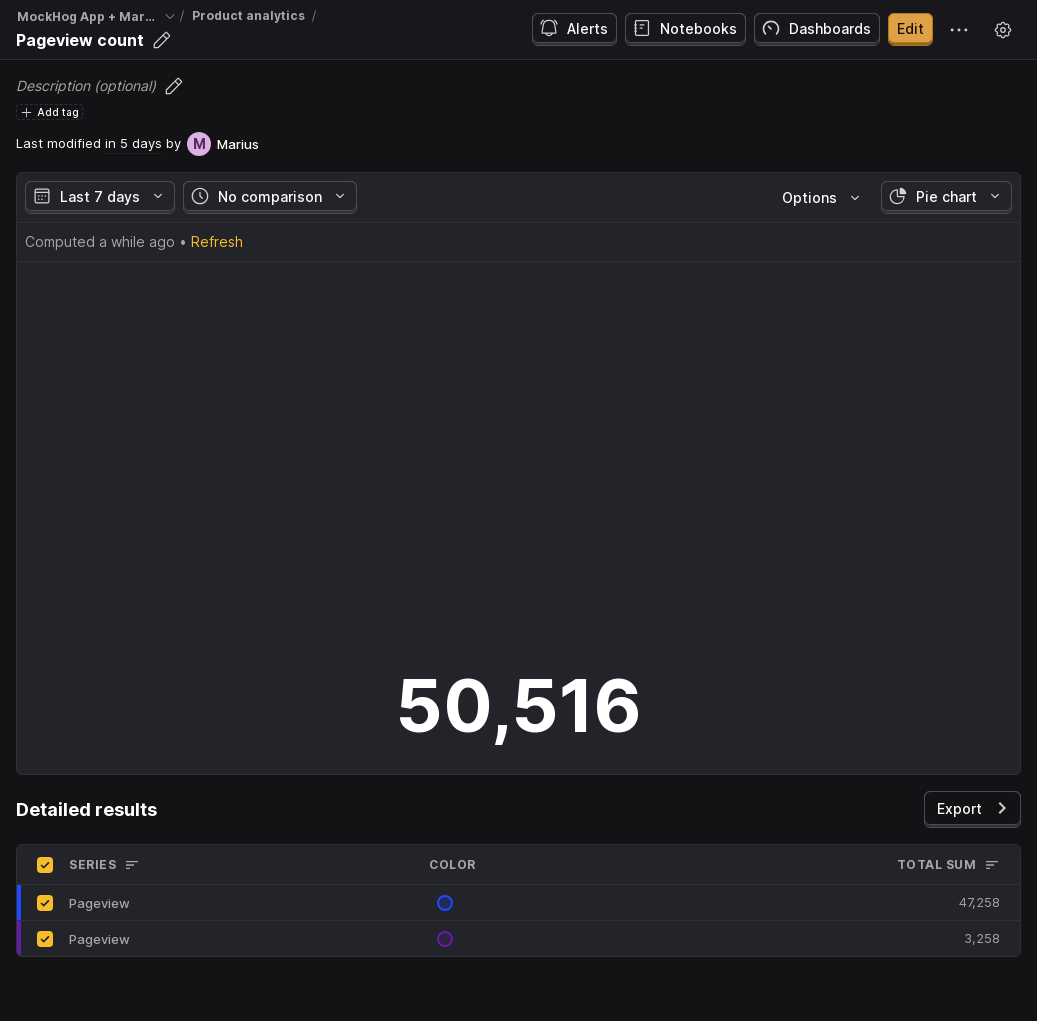 MockHog App + Mar... / Product analytics /
Pageview count
Alerts
Notebooks
Dashboards
Edit
Description (optional)
Add tag
Last modified in 5 days by M Marius
Last 7 days
No comparison
Options
Pie chart
Computed a while ago • Refresh
50,516
Detailed results
Export
SERIES COLOR TOTAL SUM
Pageview 47,258
Pageview 3,258